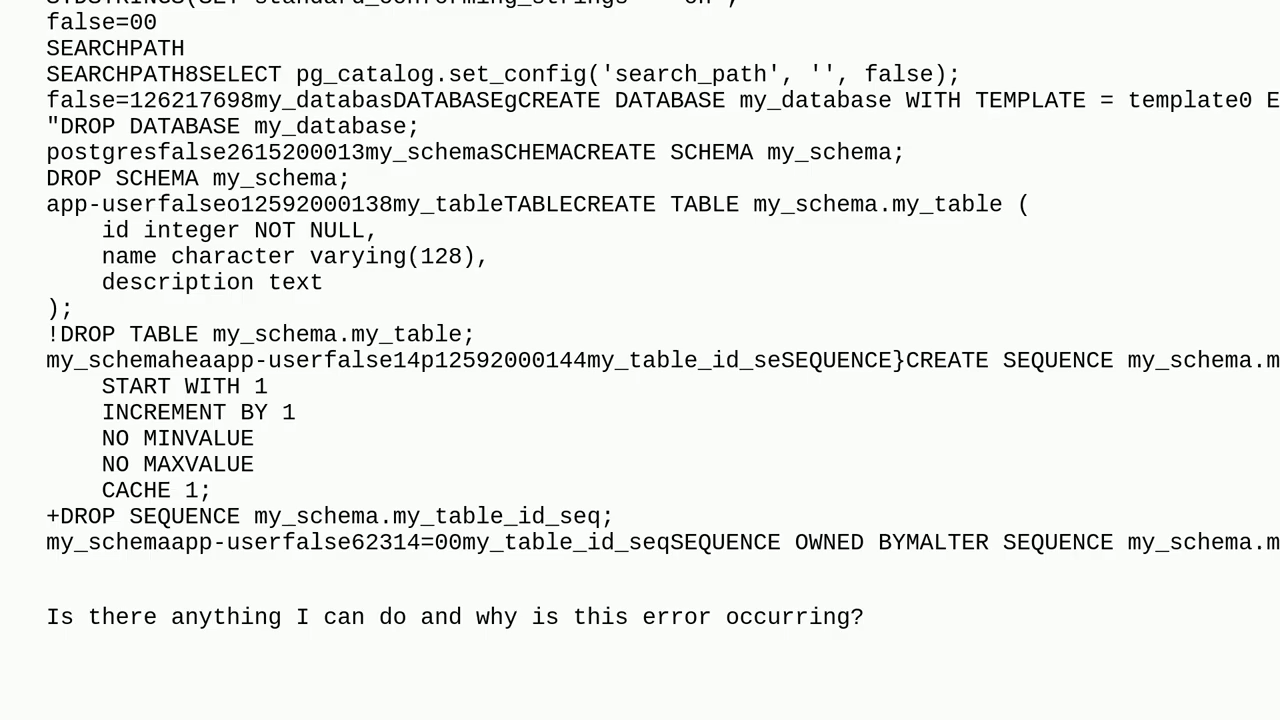 false=00
SEARCHPATH
SEARCHPATH8SELECT pg_catalog.set_config('search_path', '', false);
false=126217698my_databasDATABASEgCREATE DATABASE my_database WITH TEMPLATE = template0 E
"DROP DATABASE my_database;
postgresfalse2615200013my_schemaSCHEMACREATE SCHEMA my_schema;
DROP SCHEMA my_schema;
app-userfalseo12592000138my_tableTABLECREATE TABLE my_schema.my_table (
    id integer NOT NULL,
    name character varying(128),
    description text
);
!DROP TABLE my_schema.my_table;
my_schemaheaapp-userfalse14p12592000144my_table_id_seSEQUENCE}CREATE SEQUENCE my_schema.m
    START WITH 1
    INCREMENT BY 1
    NO MINVALUE
    NO MAXVALUE
    CACHE 1;
+DROP SEQUENCE my_schema.my_table_id_seq;
my_schemaapp-userfalse62314=00my_table_id_seqSEQUENCE OWNED BYMALTER SEQUENCE my_schema.m
Is there anything I can do and why is this error occurring?